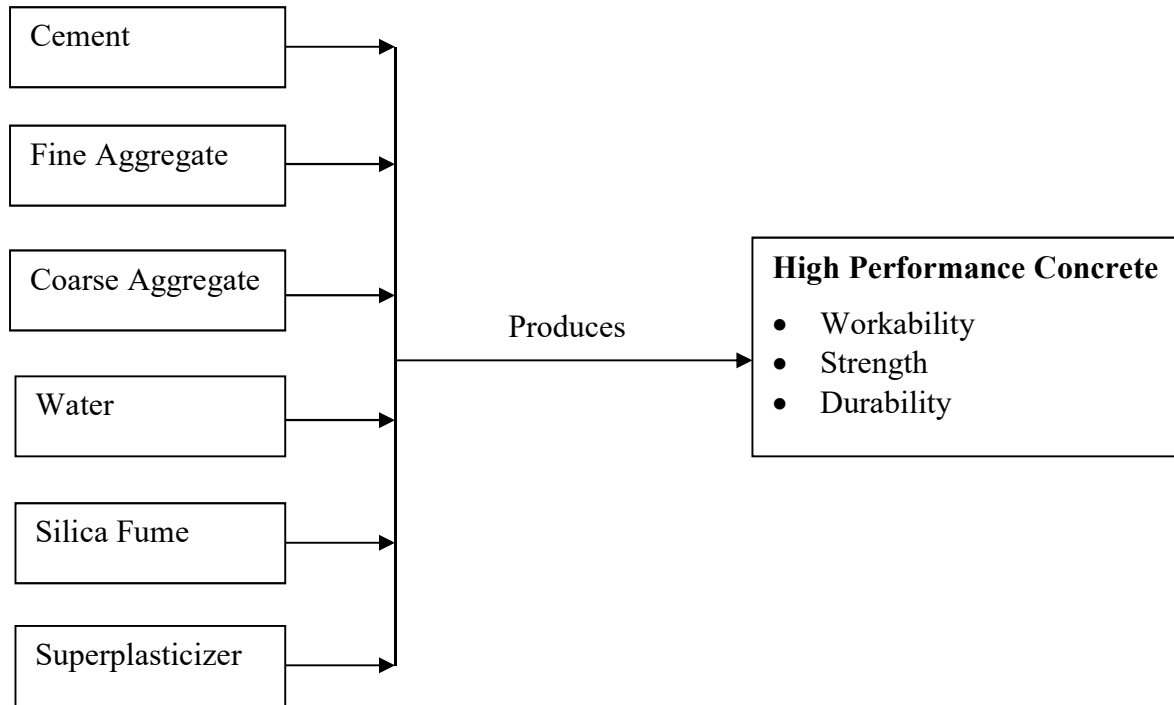 Cement
Fine Aggregate
Coarse Aggregate
Water
Silica Fume
Superplasticizer
Produces
High Performance Concrete
• Workability
• Strength
• Durability